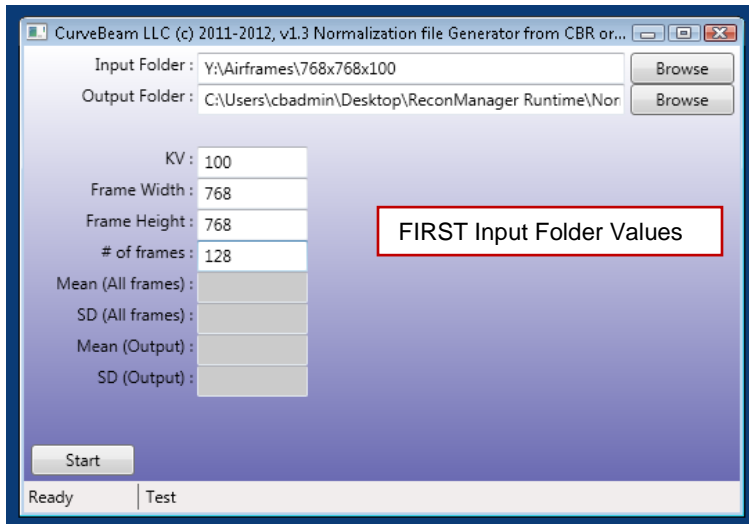 CurveBeam LLC (c) 2011-2012, v1.3 Normalization file Generator from CBR or...
Input Folder : Y:\Airframes\768x768x100 Browse
Output Folder : C:\Users\cbadmin\Desktop\ReconManager Runtime\Nor Browse
KV : 100
Frame Width : 768
Frame Height : 768
FIRST Input Folder Values
# of frames : 128
Mean (All frames) :
SD (All frames) :
Mean (Output) :
SD (Output) :
Start
Ready Test